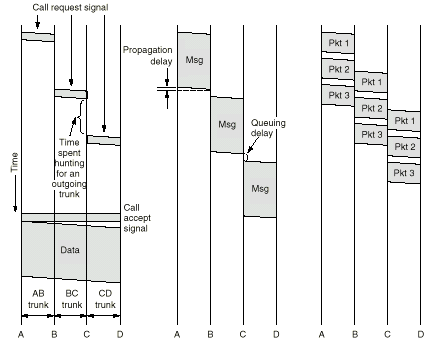 Call request signal
Propagation
delay
Msg
Msg
Queuing
delay
Msg
Pkt 1
Pkt 2
Pkt 3
Pkt 1
Pkt 2
Pkt 3
Pkt 1
Pkt 2
Pkt 3
Time
spent
hunting
for an
outgoing
trunk
Time
Call
accept
signal
Data
AB
trunk
BC
trunk
CD
trunk
A B C D A B C D A B C D